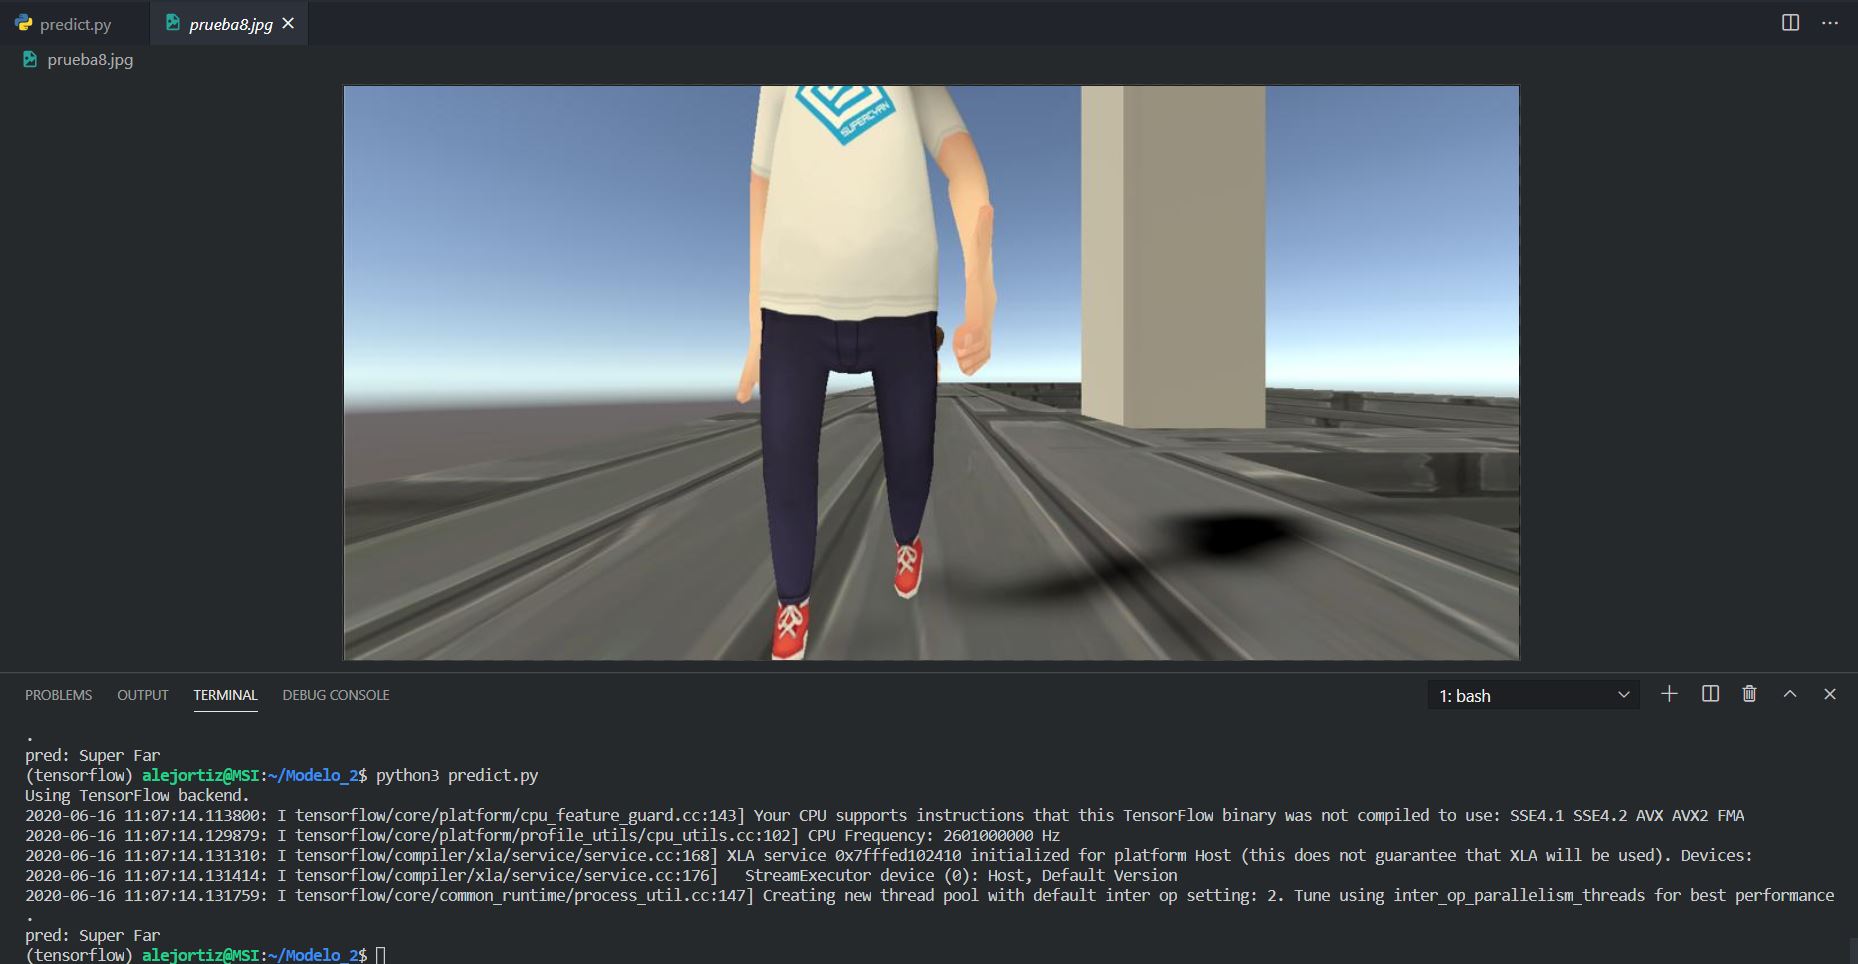 predict.py
prueba8.jpg
prueba8.jpg
SUPERCYAN
PROBLEMS OUTPUT TERMINAL DEBUG CONSOLE
1: bash
.
pred: Super Far
(tensorflow) alejortiz@MSI:~/Modelo_2$ python3 predict.py
Using TensorFlow backend.
2020-06-16 11:07:14.113800: I tensorflow/core/platform/cpu_feature_guard.cc:143] Your CPU supports instructions that this TensorFlow binary was not compiled to use: SSE4.1 SSE4.2 AVX AVX2 FMA
2020-06-16 11:07:14.129879: I tensorflow/core/platform/profile_utils/cpu_utils.cc:102] CPU Frequency: 2601000000 Hz
2020-06-16 11:07:14.131310: I tensorflow/compiler/xla/service/service.cc:168] XLA service 0x7fffed102410 initialized for platform Host (this does not guarantee that XLA will be used). Devices:
2020-06-16 11:07:14.131414: I tensorflow/compiler/xla/service/service.cc:176]   StreamExecutor device (0): Host, Default Version
2020-06-16 11:07:14.131759: I tensorflow/core/common_runtime/process_util.cc:147] Creating new thread pool with default inter op setting: 2. Tune using inter_op_parallelism_threads for best performance
.
pred: Super Far
(tensorflow) alejortiz@MSI:~/Modelo_2$